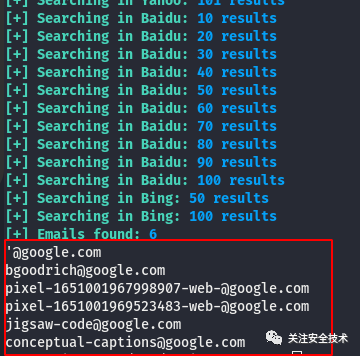 [+] Searching in Yahoo: 101 results
[+] Searching in Baidu: 10 results
[+] Searching in Baidu: 20 results
[+] Searching in Baidu: 30 results
[+] Searching in Baidu: 40 results
[+] Searching in Baidu: 50 results
[+] Searching in Baidu: 60 results
[+] Searching in Baidu: 70 results
[+] Searching in Baidu: 80 results
[+] Searching in Baidu: 90 results
[+] Searching in Baidu: 100 results
[+] Searching in Bing: 50 results
[+] Searching in Bing: 100 results
[+] Emails found: 6
'@google.com
bgoodrich@google.com
pixel-1651001967998907-web-@google.com
pixel-1651001969523483-web-@google.com
jigsaw-code@google.com
conceptual-captions@google.com
关注安全技术